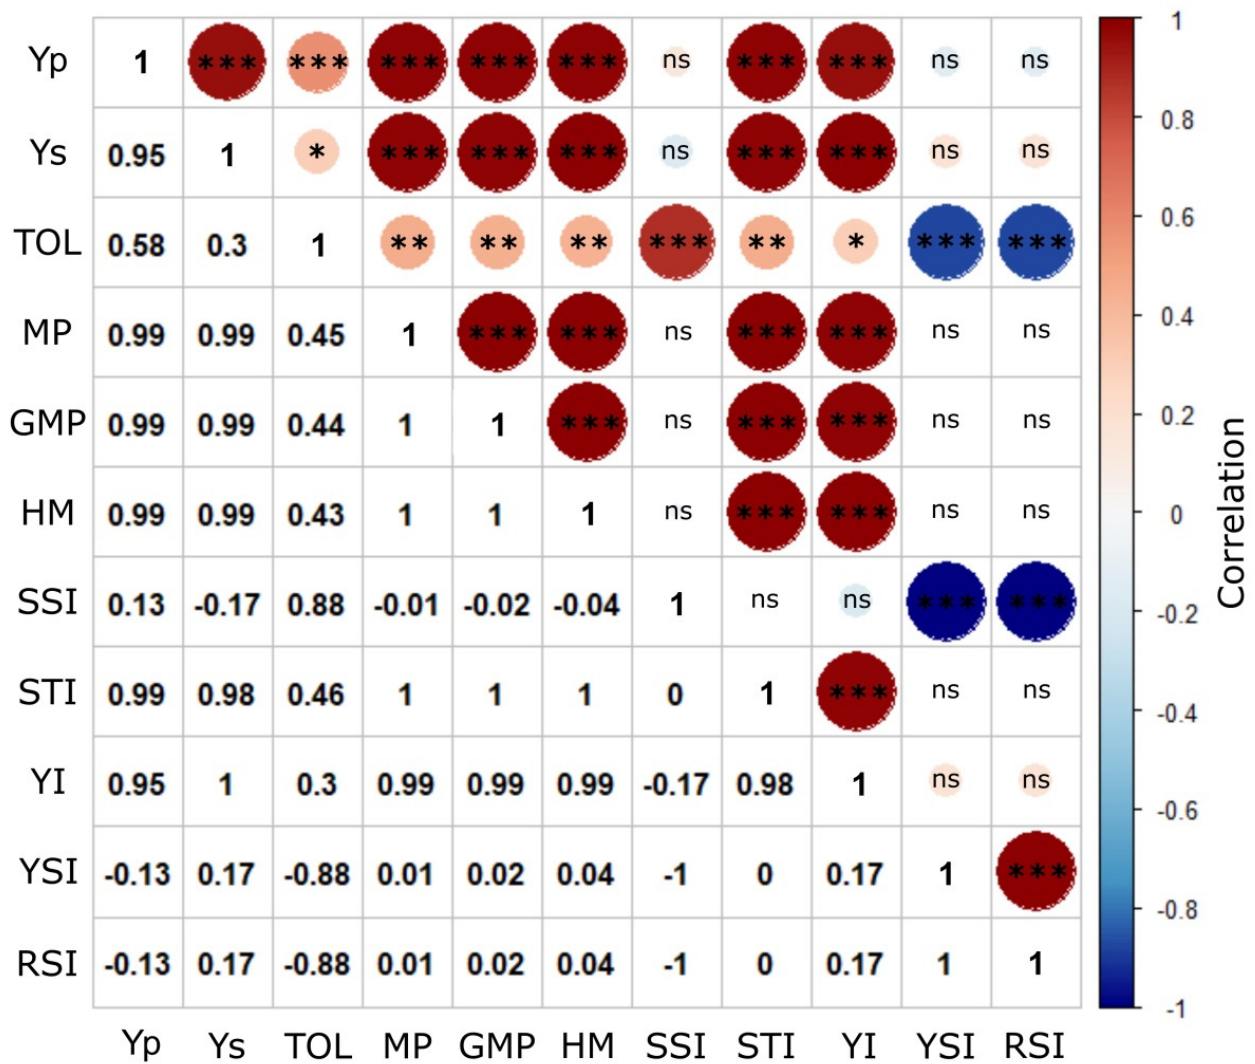 Yp 1 *** *** *** *** *** ns *** *** ns ns
Ys 0.95 1 * *** *** *** ns *** *** ns ns
TOL 0.58 0.3 1 ** ** ** *** ** * *** ***
MP 0.99 0.99 0.45 1 *** *** ns *** *** ns ns
GMP 0.99 0.99 0.44 1 1 *** ns *** *** ns ns
HM 0.99 0.99 0.43 1 1 1 ns *** *** ns ns
SSI 0.13 -0.17 0.88 -0.01 -0.02 -0.04 1 ns ns *** ***
STI 0.99 0.98 0.46 1 1 1 0 1 *** ns ns
YI 0.95 1 0.3 0.99 0.99 0.99 -0.17 0.98 1 ns ns
YSI -0.13 0.17 -0.88 0.01 0.02 0.04 -1 0 0.17 1 ***
RSI -0.13 0.17 -0.88 0.01 0.02 0.04 -1 0 0.17 1 1
Yp Ys TOL MP GMP HM SSI STI YI YSI RSI
1
0.8
0.6
0.4
0.2
0
-0.2
-0.4
-0.6
-0.8
-1
Correlation